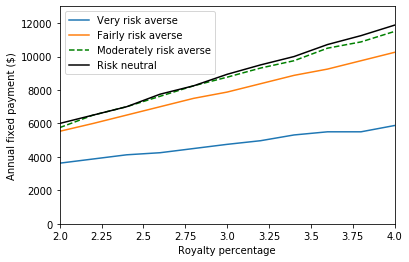 Very risk averse
Fairly risk averse
Moderately risk averse
Risk neutral
12000
10000
8000
6000
4000
2000
0
Annual fixed payment ($)
2.0 2.25 2.5 2.75 3.0 3.25 3.5 3.75 4.0
Royalty percentage